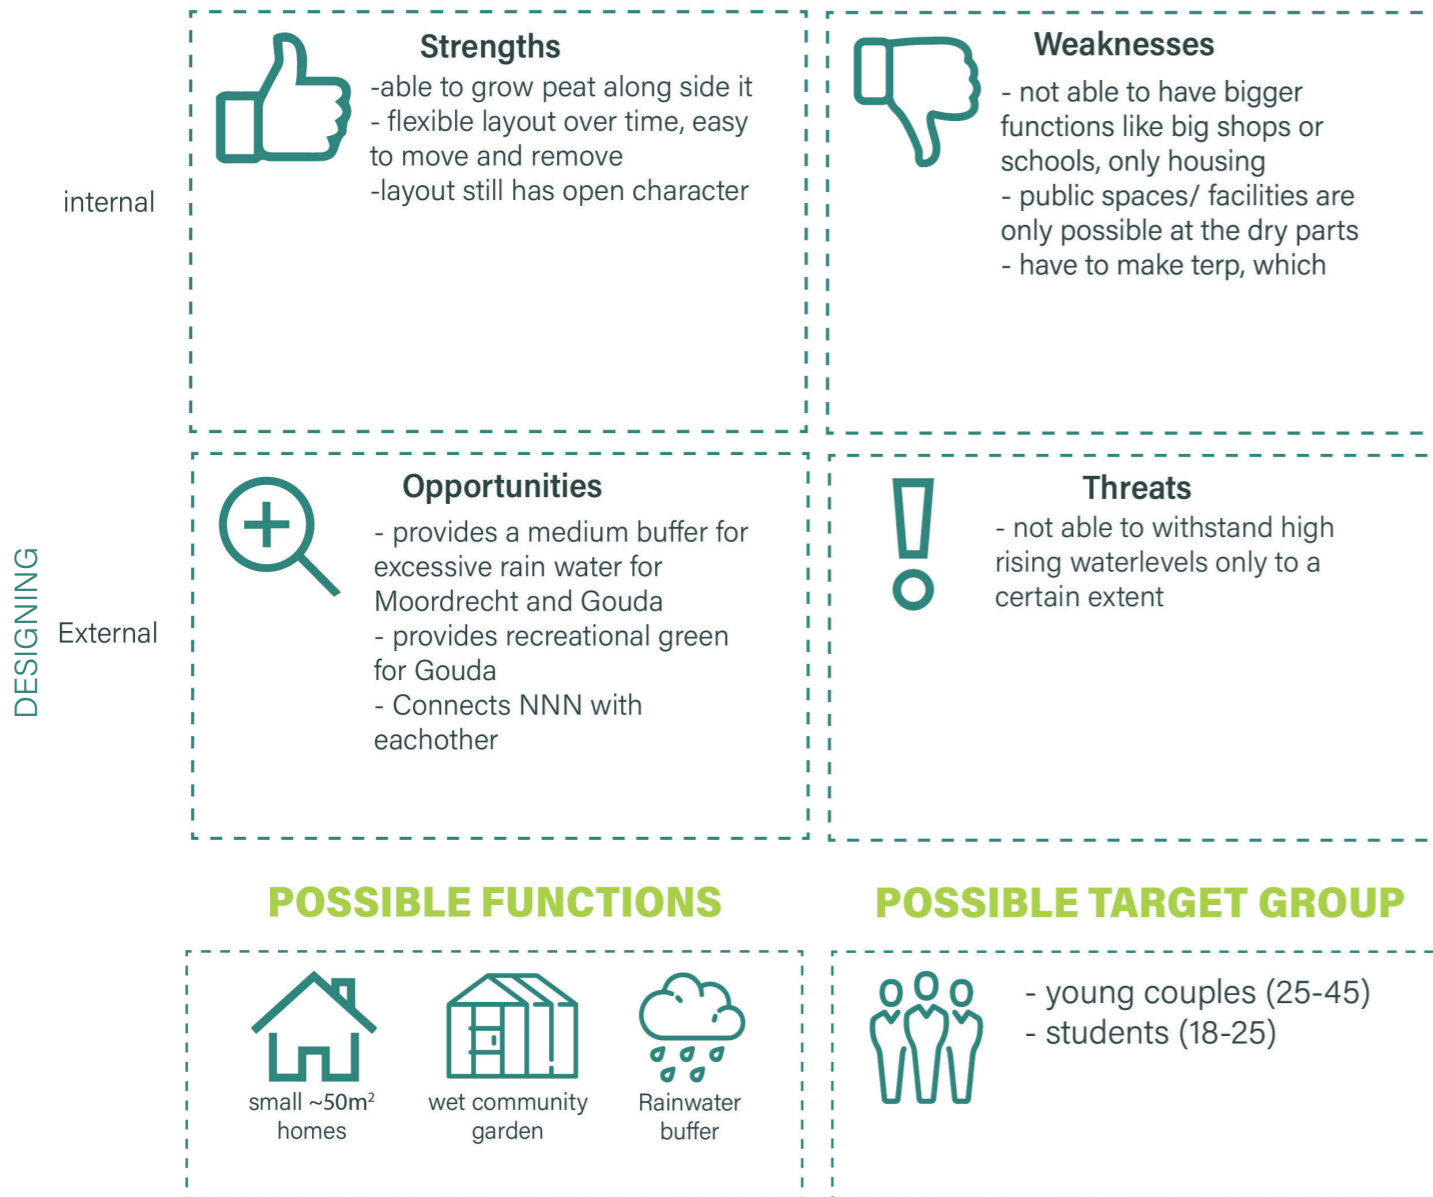 Strengths
-able to grow peat along side it
- flexible layout over time, easy
to move and remove
-layout still has open character
Weaknesses
- not able to have bigger
functions like big shops or
schools, only housing
- public spaces/ facilities are
only possible at the dry parts
- have to make terp, which
internal
Opportunities
- provides a medium buffer for
excessive rain water for
Moordrecht and Gouda
- provides recreational green
for Gouda
- Connects NNN with
eachother
Threats
- not able to withstand high
rising waterlevels only to a
certain extent
DESIGNING
External
POSSIBLE FUNCTIONS
small ~50m²
homes
wet community
garden
Rainwater
buffer
POSSIBLE TARGET GROUP
- young couples (25-45)
- students (18-25)